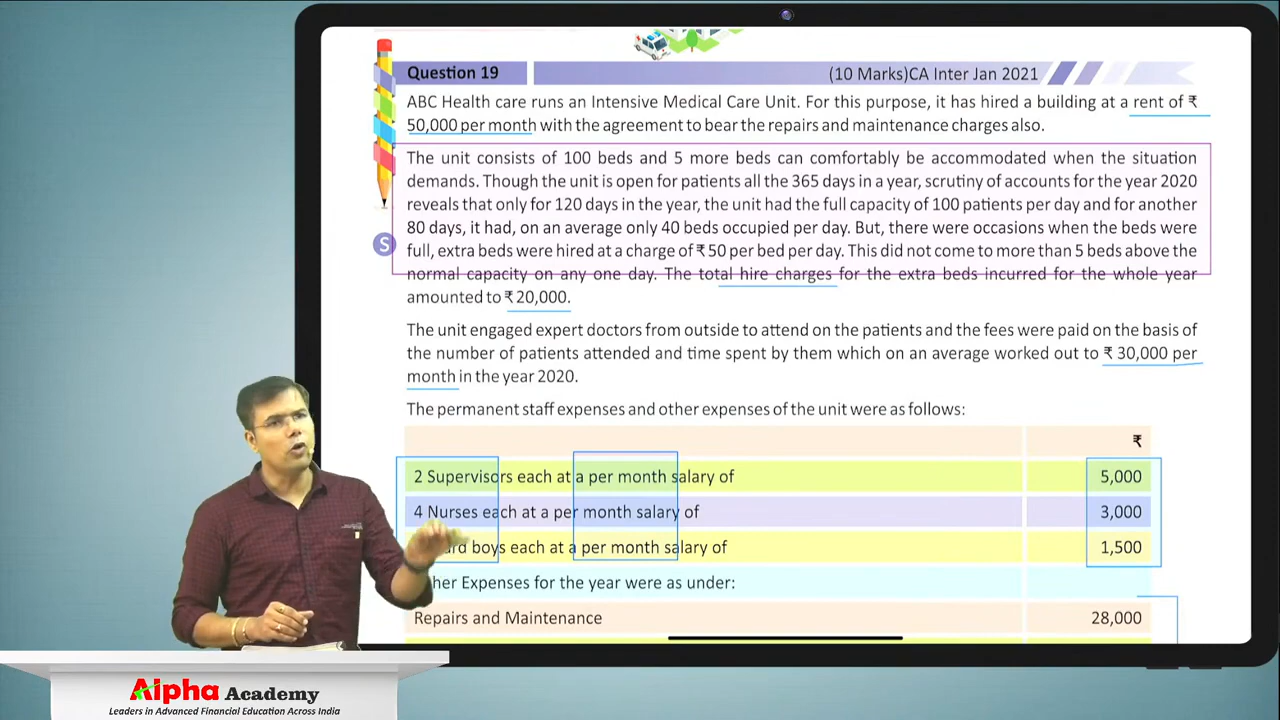 Question 19
(10 Marks)CA Inter Jan 2021
ABC Health care runs an Intensive Medical Care Unit. For this purpose, it has hired a building at a rent of ₹
50,000 per month with the agreement to bear the repairs and maintenance charges also.
The unit consists of 100 beds and 5 more beds can comfortably be accommodated when the situation
demands. Though the unit is open for patients all the 365 days in a year, scrutiny of accounts for the year 2020
reveals that only for 120 days in the year, the unit had the full capacity of 100 patients per day and for another
80 days, it had, on an average only 40 beds occupied per day. But, there were occasions when the beds were
S
full, extra beds were hired at a charge of ₹ 50 per bed per day. This did not come to more than 5 beds above the
normal capacity on any one day. The total hire charges for the extra beds incurred for the whole year
amounted to ₹ 20,000.
The unit engaged expert doctors from outside to attend on the patients and the fees were paid on the basis of
the number of patients attended and time spent by them which on an average worked out to ₹ 30,000 per
month in the year 2020.
The permanent staff expenses and other expenses of the unit were as follows:
₹
2 Supervisors each at a per month salary of 5,000
4 Nurses each at a per month salary of 3,000
boys each at a per month salary of 1,500
Expenses for the year were as under:
Repairs and Maintenance 28,000
Alpha Academy
Leaders in Advanced Financial Education Across India